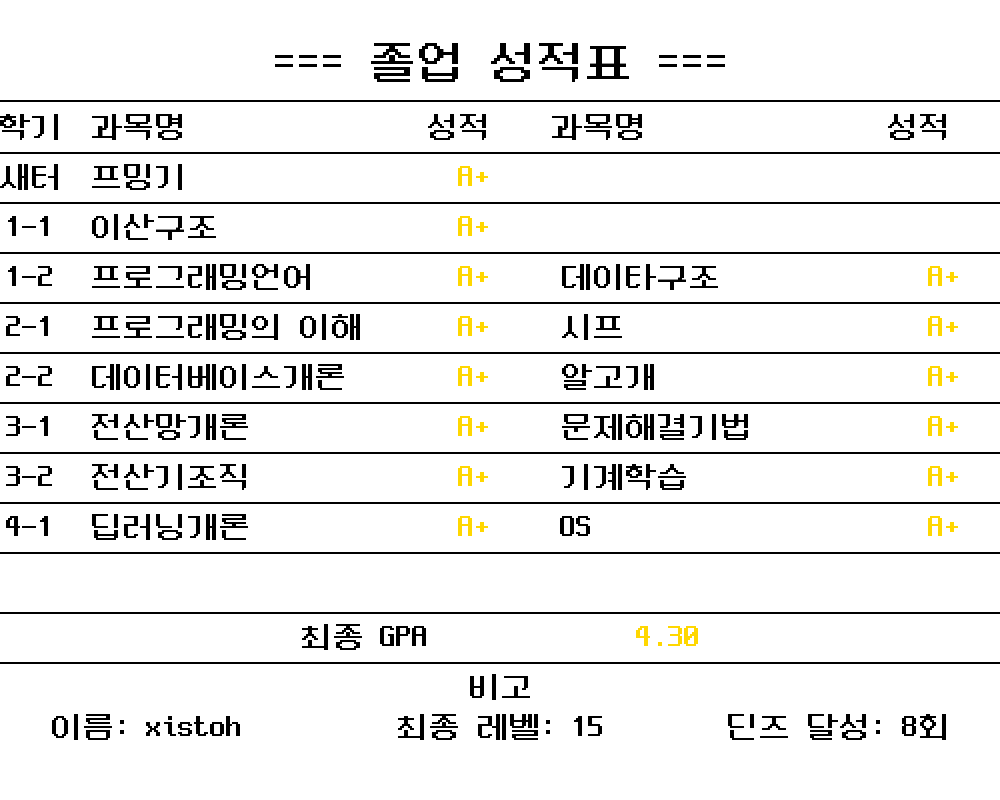 === 졸업 성적표 ===
학기 과목명 성적 과목명 성적
새터 프밍기 A+
1-1 이산구조 A+
1-2 프로그래밍언어 A+ 데이타구조 A+
2-1 프로그래밍의 이해 A+ 시프 A+
2-2 데이터베이스개론 A+ 알고개 A+
3-1 전산망개론 A+ 문제해결기법 A+
3-2 전산기조직 A+ 기계학습 A+
4-1 딥러닝개론 A+ OS A+
최종 GPA 4.30
비고
이름: xistoh 최종 레벨: 15 딘즈 달성: 8회